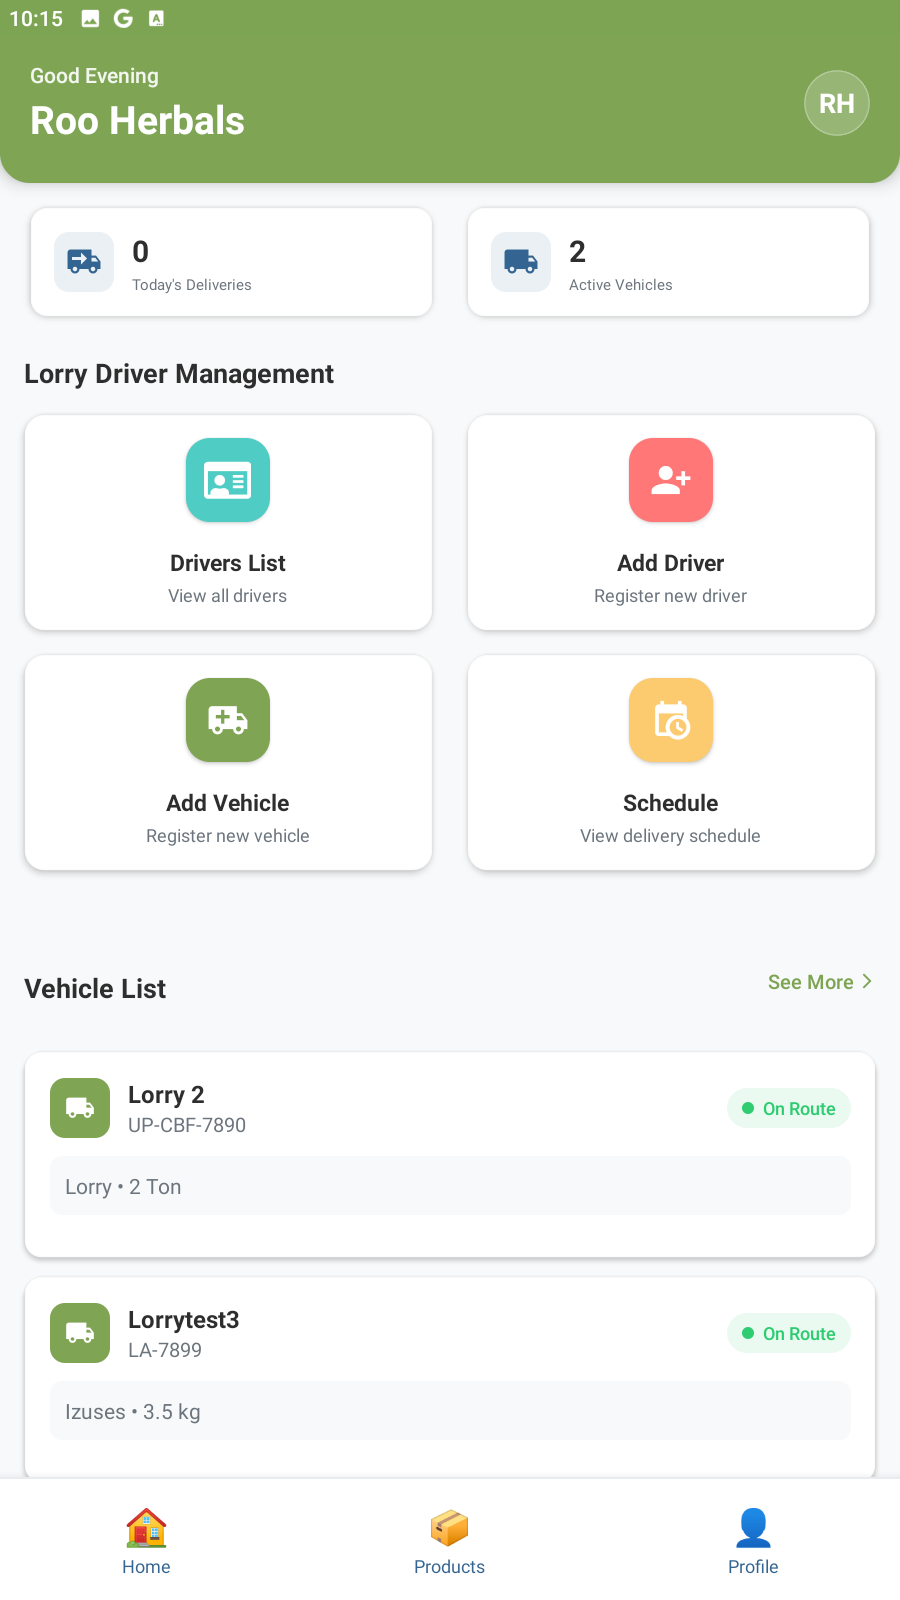 10:15
Good Evening
Roo Herbals
RH
0
Today's Deliveries
2
Active Vehicles
Lorry Driver Management
Drivers List
View all drivers
Add Driver
Register new driver
Add Vehicle
Register new vehicle
Schedule
View delivery schedule
Vehicle List
See More
Lorry 2
UP-CBF-7890
On Route
Lorry • 2 Ton
Lorrytest3
LA-7899
On Route
Izuses • 3.5 kg
Home
Products
Profile